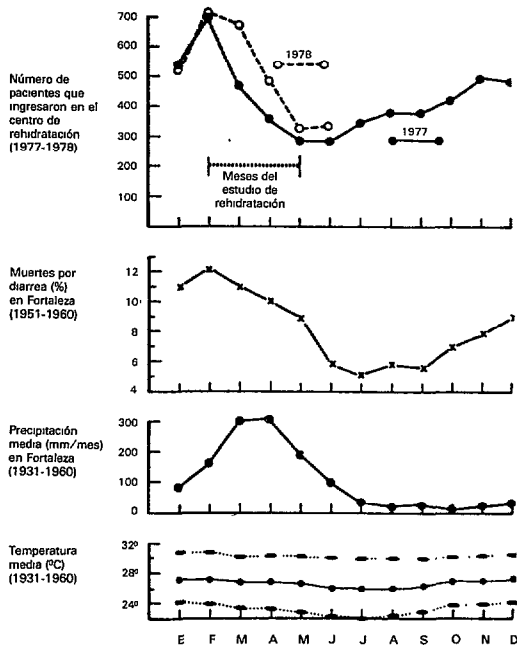 Número de
pacientes que
ingresaron en el
centro de
rehidratación
(1977-1978)
700
600
500
400
300
200
100
1978
1977
Meses del
estudio de
rehidratación
Muertes por
diarrea (%)
en Fortaleza
(1951-1960)
12
10
8
6
4
Precipitación
media (mm/mes)
en Fortaleza
(1931-1960)
300
200
100
0
Temperatura
media (ºC)
(1931-1960)
32º
28º
24º
E F M A M J J A S O N D